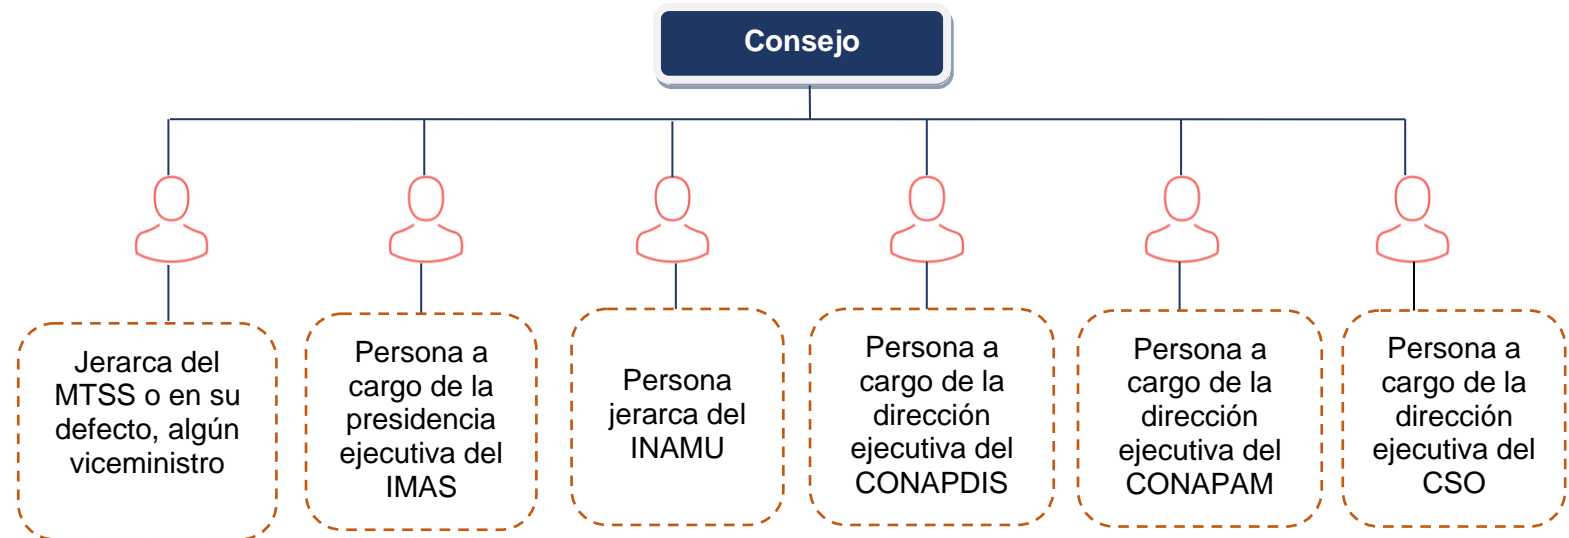 Consejo
Jerarca del
MTSS o en su
defecto, algún
viceministro
Persona a
cargo de la
presidencia
ejecutiva del
IMAS
Persona
jerarca del
INAMU
Persona a
cargo de la
dirección
ejecutiva del
CONAPDIS
Persona a
cargo de la
dirección
ejecutiva del
CONAPAM
Persona a
cargo de la
dirección
ejecutiva del
CSO